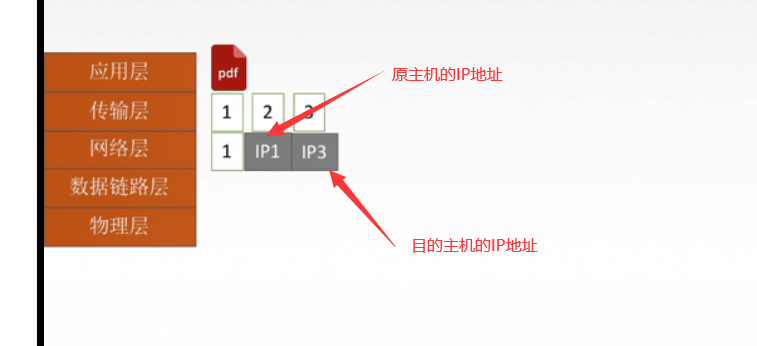 应用层 pdf
原主机的IP地址
传输层 1 2 3
网络层 1 IP1 IP3
数据链路层
物理层
目的主机的IP地址